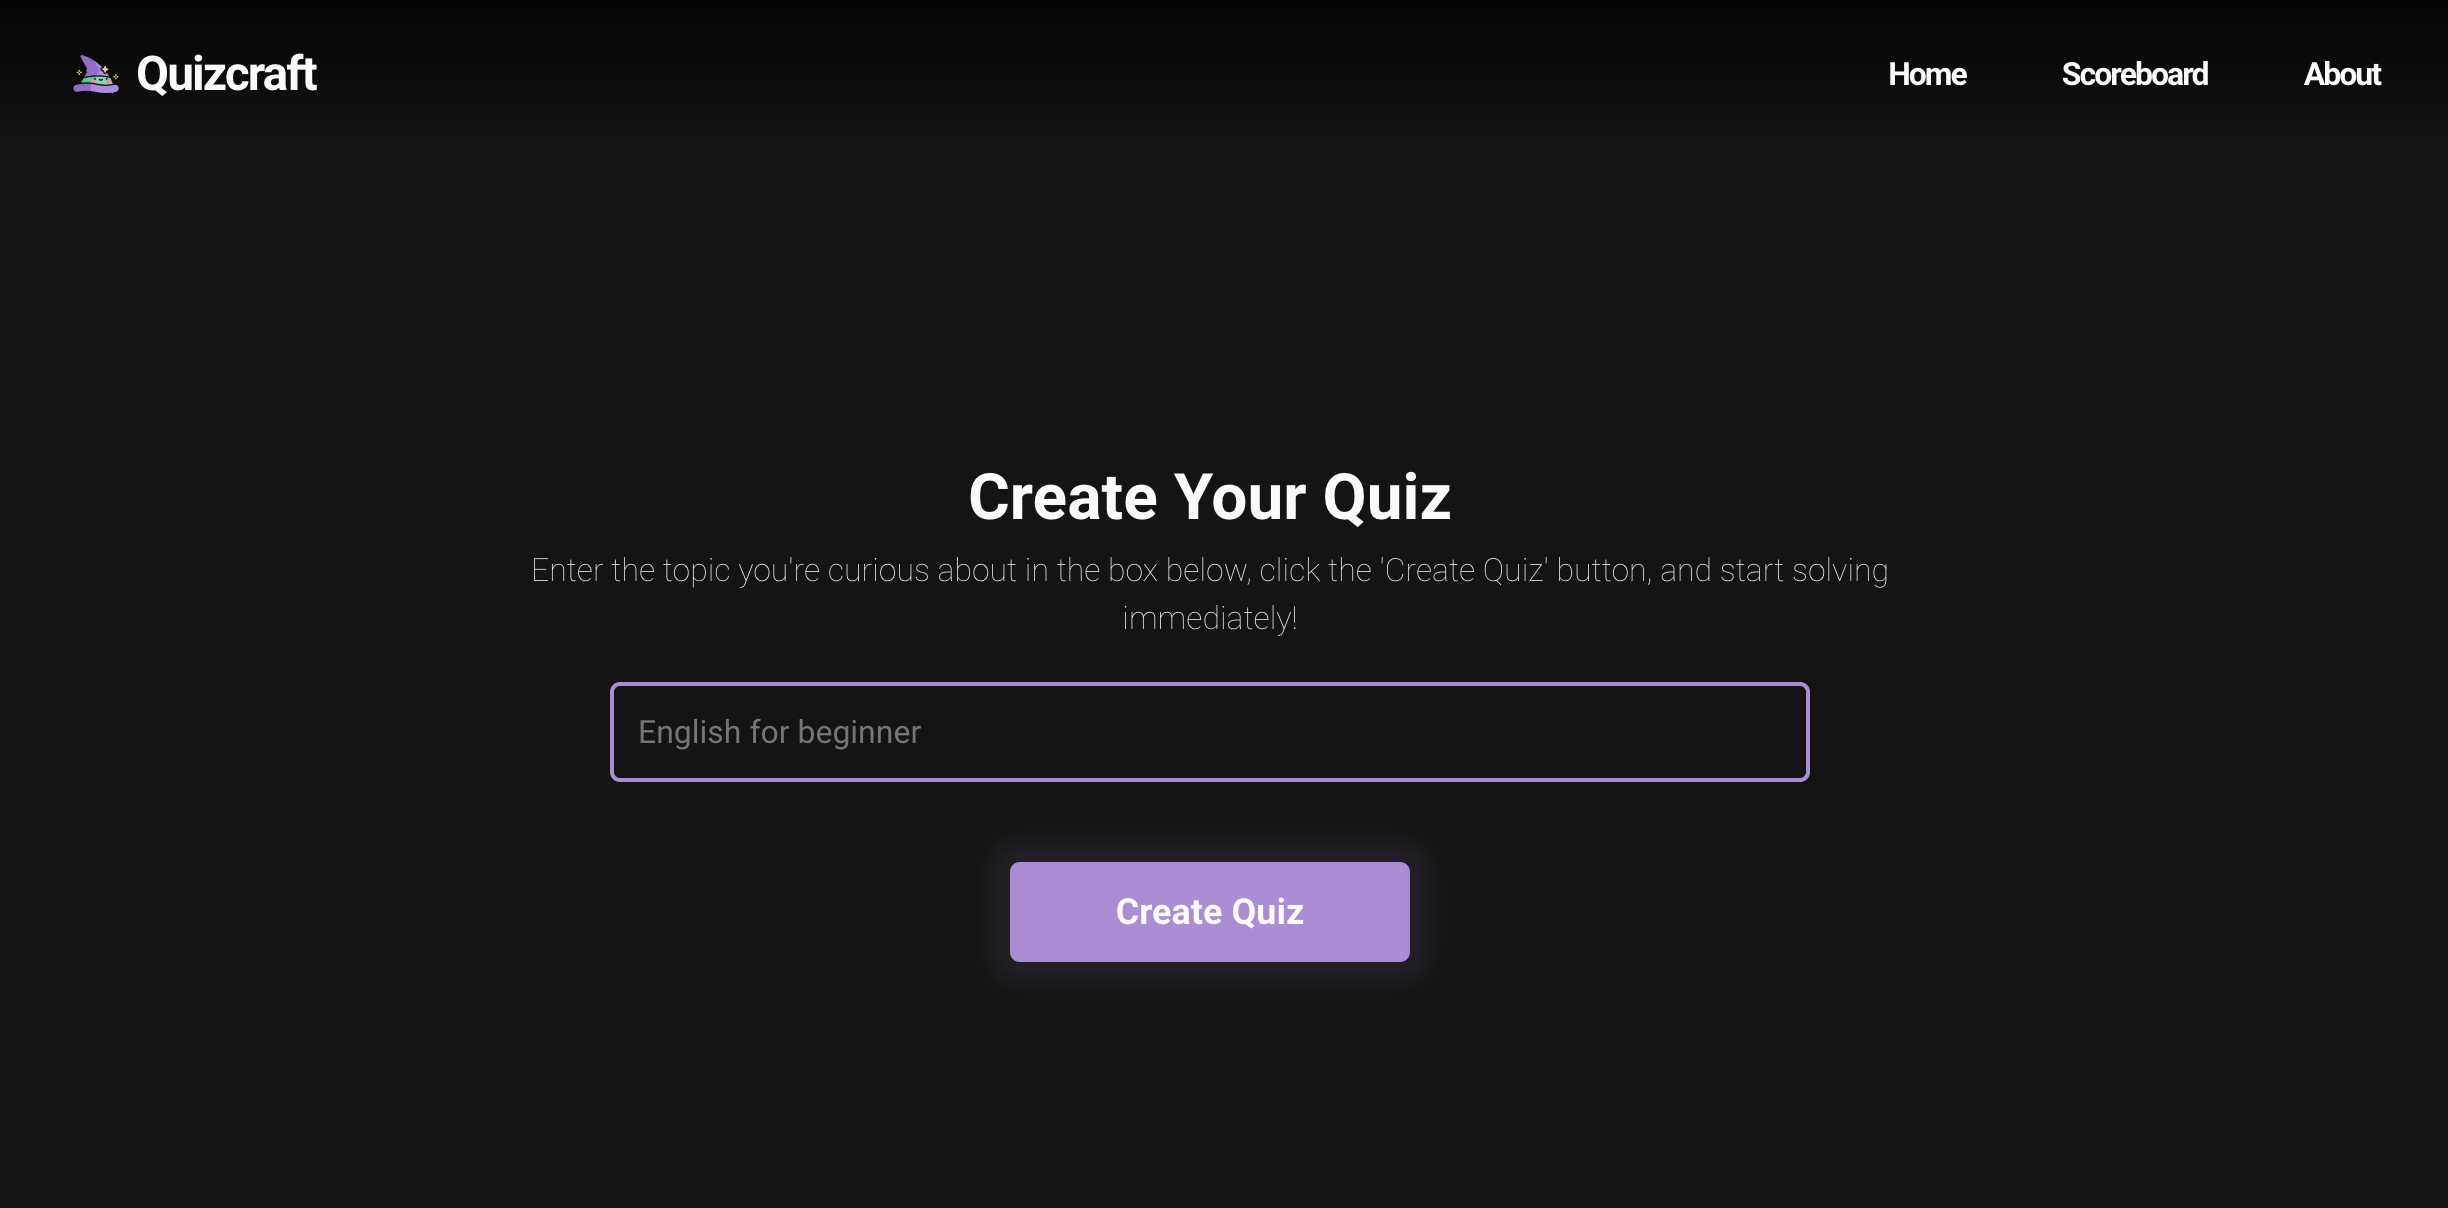 Quizcraft
Home
Scoreboard
About
Create Your Quiz
Enter the topic you're curious about in the box below, click the 'Create Quiz' button, and start solving
immediately!
English for beginner
Create Quiz